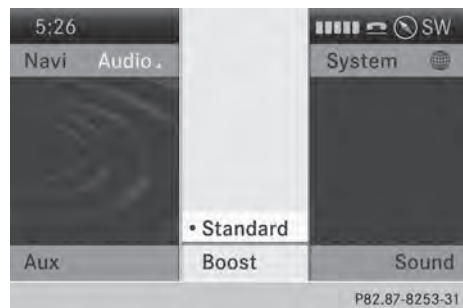 5:26 SW
Navi Audio System
• Standard
Aux Boost Sound
P82.87-8253-31